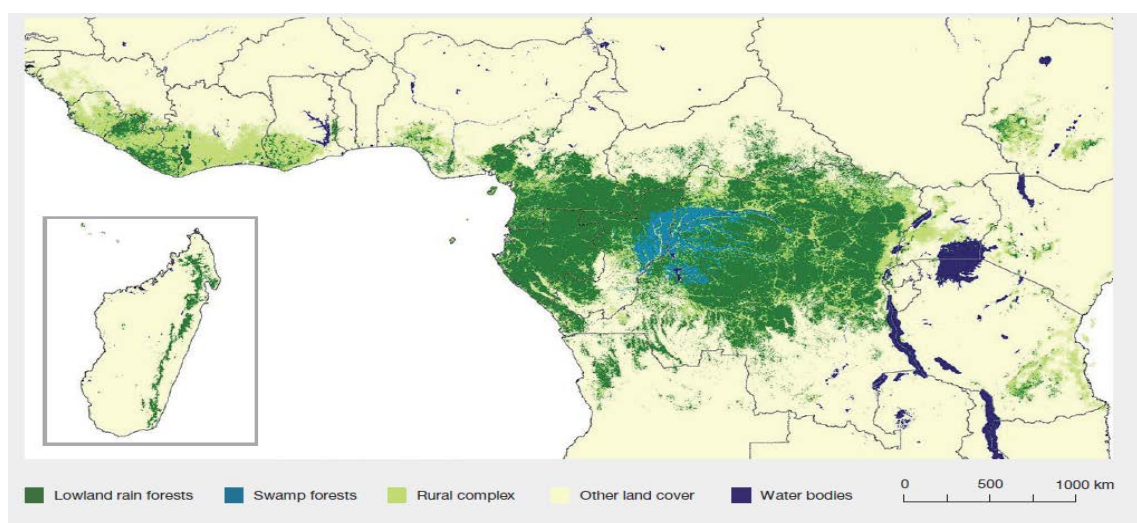 Lowland rain forests
Swamp forests
Rural complex
Other land cover
Water bodies
0 500 1000 km